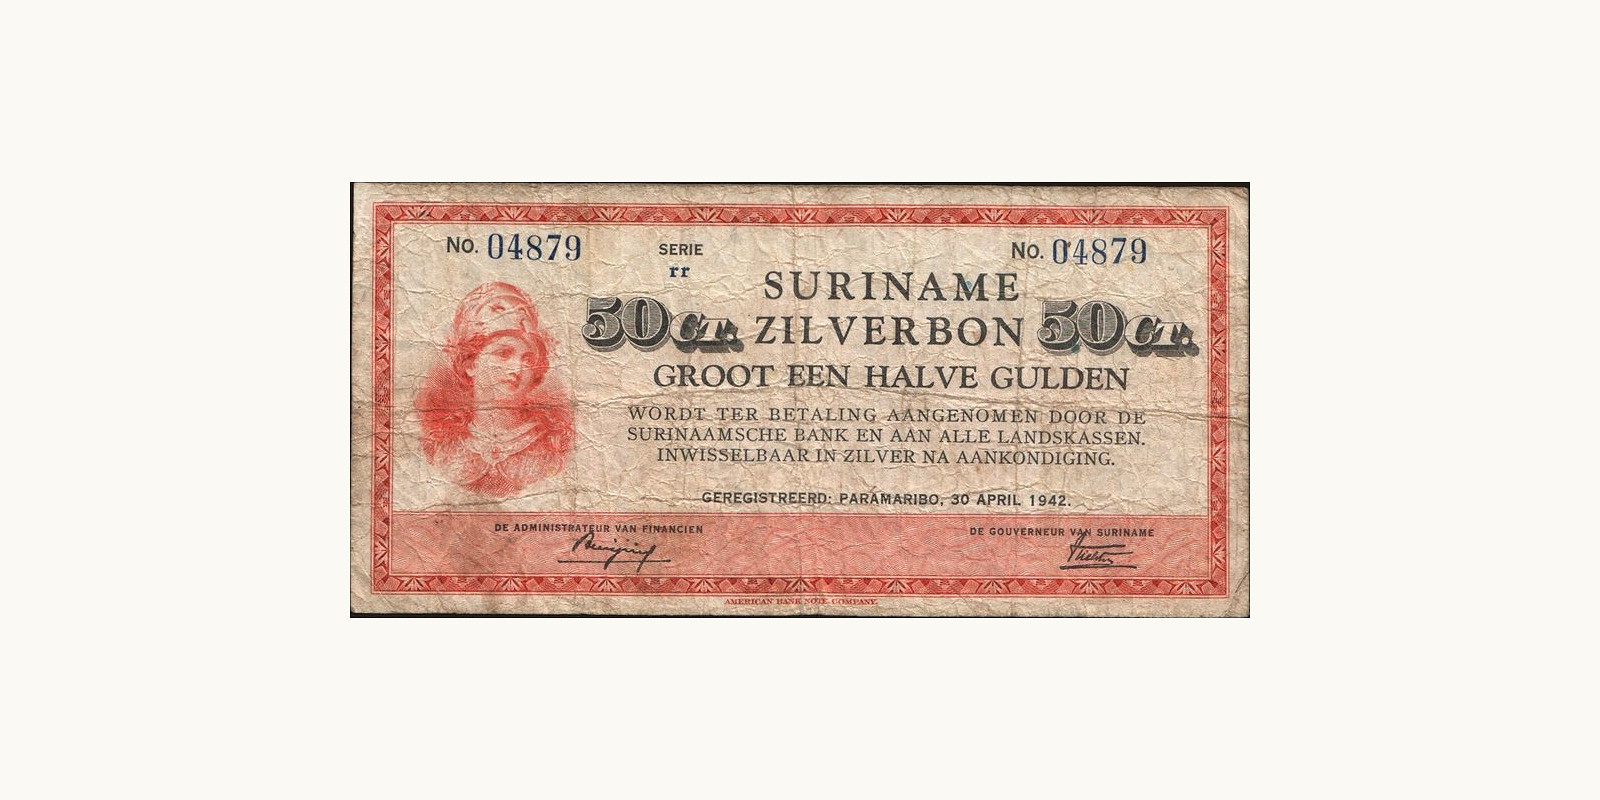 No. 04879 SERIE No. 04879
rr
SURINAME
50 CT. ZILVERBON 50 CT.
GROOT EEN HALVE GULDEN
WORDT TER BETALING AANGENOMEN DOOR DE
SURINAAMSCHE BANK EN AAN ALLE LANDSKASSEN.
INWISSELBAAR IN ZILVER NA AANKONDIGING.
GEREGISTREERD: PARAMARIBO, 30 APRIL 1942.
DE ADMINISTRATEUR VAN FINANCIEN DE GOUVERNEUR VAN SURINAME
AMERICAN BANK NOTE COMPANY.